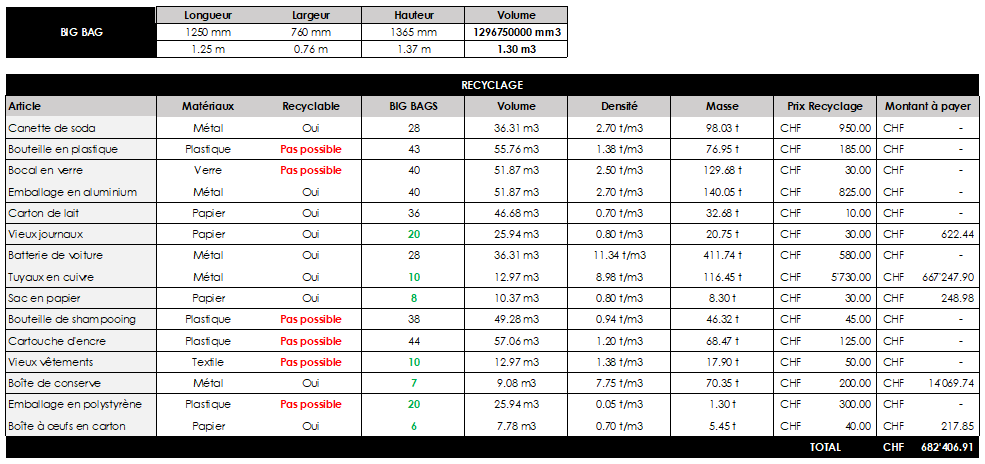 Longueur Largeur Hauteur Volume
BIG BAG 1250 mm 760 mm 1365 mm 1296750000 mm3
1.25 m 0.76 m 1.37 m 1.30 m3
RECYCLAGE
Article Matériaux Recyclable BIG BAGS Volume Densité Masse Prix Recyclage Montant à payer
Canette de soda Métal Oui 28 36.31 m3 2.70 t/m3 98.03 t CHF 950.00 CHF -
Bouteille en plastique Plastique Pas possible 43 55.76 m3 1.38 t/m3 76.95 t CHF 185.00 CHF -
Bocal en verre Verre Pas possible 40 51.87 m3 2.50 t/m3 129.68 t CHF 30.00 CHF -
Emballage en aluminium Métal Oui 40 51.87 m3 2.70 t/m3 140.05 t CHF 825.00 CHF -
Carton de lait Papier Oui 36 46.68 m3 0.70 t/m3 32.68 t CHF 10.00 CHF -
Vieux journaux Papier Oui 20 25.94 m3 0.80 t/m3 20.75 t CHF 30.00 CHF 622.44
Batterie de voiture Métal Oui 28 36.31 m3 11.34 t/m3 411.74 t CHF 580.00 CHF -
Tuyaux en cuivre Métal Oui 10 12.97 m3 8.98 t/m3 116.45 t CHF 5'730.00 CHF 667'247.90
Sac en papier Papier Oui 8 10.37 m3 0.80 t/m3 8.30 t CHF 30.00 CHF 248.98
Bouteille de shampooing Plastique Pas possible 38 49.28 m3 0.94 t/m3 46.32 t CHF 45.00 CHF -
Cartouche d'encre Plastique Pas possible 44 57.06 m3 1.20 t/m3 68.47 t CHF 125.00 CHF -
Vieux vêtements Textile Pas possible 10 12.97 m3 1.38 t/m3 17.90 t CHF 50.00 CHF -
Boîte de conserve Métal Oui 7 9.08 m3 7.75 t/m3 70.35 t CHF 200.00 CHF 14'069.74
Emballage en polystyrène Plastique Pas possible 20 25.94 m3 0.05 t/m3 1.30 t CHF 300.00 CHF -
Boîte à œufs en carton Papier Oui 6 7.78 m3 0.70 t/m3 5.45 t CHF 40.00 CHF 217.85
TOTAL CHF 682'406.91